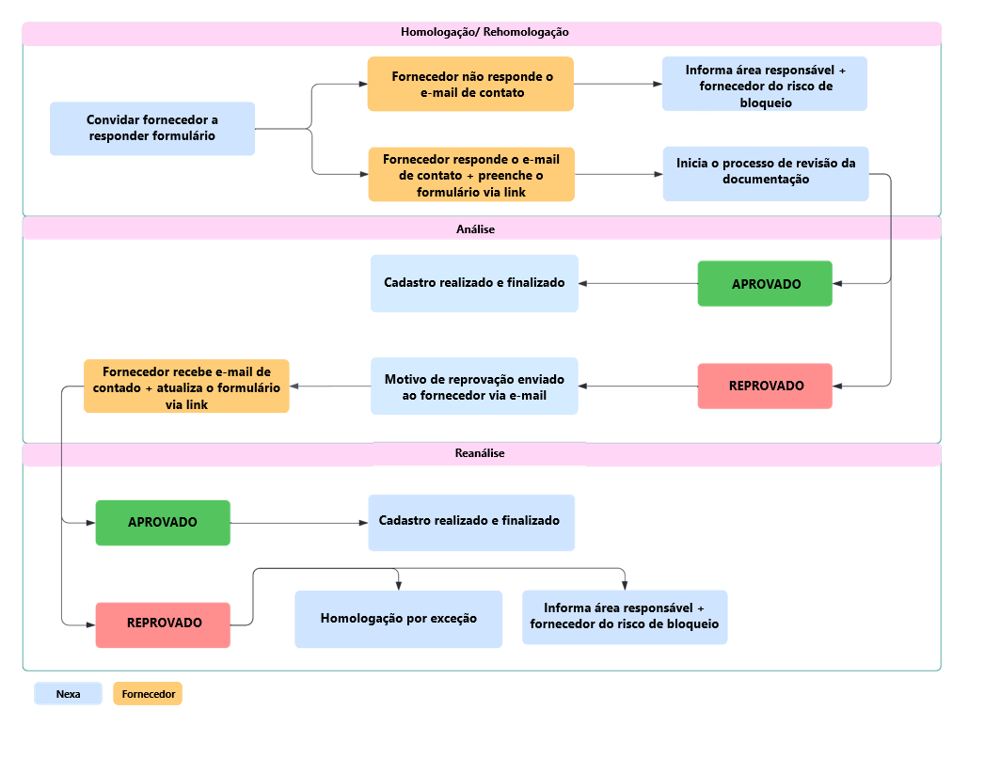 Homologação/ Rehomologação
Convidar fornecedor a
responder formulário
Fornecedor não responde o
e-mail de contato
Informa área responsável +
fornecedor do risco de
bloqueio
Fornecedor responde o e-mail
de contato + preenche o
formulário via link
Inicia o processo de revisão da
documentação
Análise
Cadastro realizado e finalizado
APROVADO
Fornecedor recebe e-mail de
contado + atualiza o formulário
via link
Motivo de reprovação enviado
ao fornecedor via e-mail
REPROVADO
Reanálise
APROVADO
Cadastro realizado e finalizado
REPROVADO
Homologação por exceção
Informa área responsável +
fornecedor do risco de bloqueio
Nexa
Fornecedor